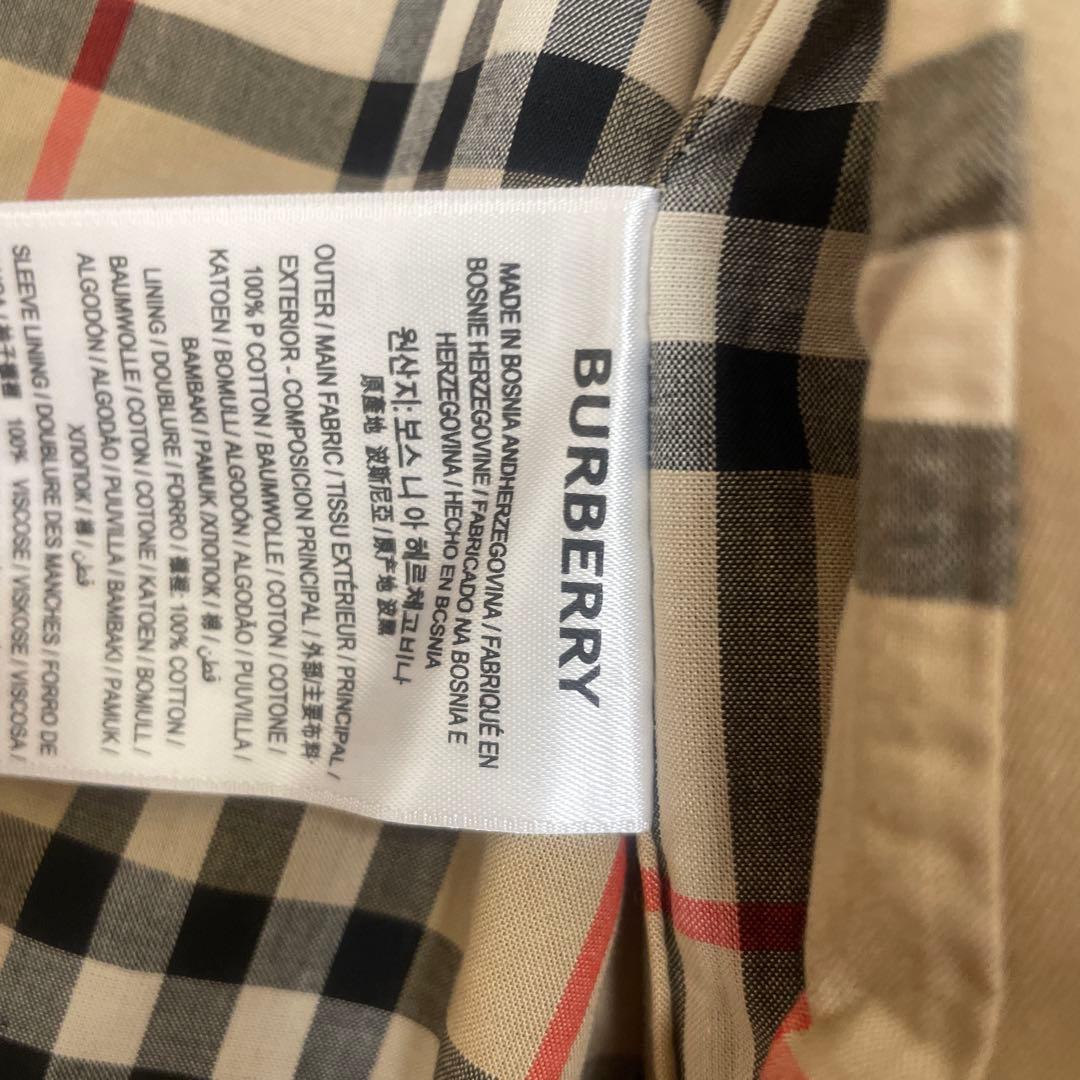 BURBERRY
MADE IN BOSNIA ANDHERZEGOVINA / FABRIQUÉ EN
BOSNIE HERZEGOVINE / FABRICADO NA BOSNIA E
HERZEGOVINA / HECHO EN BOSNIA
원산지: 보스니아 헤르체고비나
原產地 波斯尼亞 原产地 波黑
OUTER / MAIN FABRIC / TISSU EXTÉRIEUR / PRINCIPAL /
EXTERIOR - COMPOSICION PRINCIPAL / 外部/主要布料
100% P COTTON / BAUMWOLLE / COTON / COTONE /
KATOEN / BOMULL / ALGODÓN / ALGODÃO / PUUVILLA /
BAMBAKI / PAMUK /ХЛОПОК / 棉 / قطن
LINING / DOUBLURE / FORRO / 裡襯: 100% COTTON /
BAUMWOLLE / COTON / COTONE / KATOEN / BOMULL /
ALGODÓN / ALGODÃO / PUUVILLA / BAMBAKI / PAMUK /
ХЛОПОК / 棉 / قطن
SLEEVE LINING / DOUBLURE DES MANCHES / FORRO DE
100% VISCOSE / VISKOSE / VISCOSA /